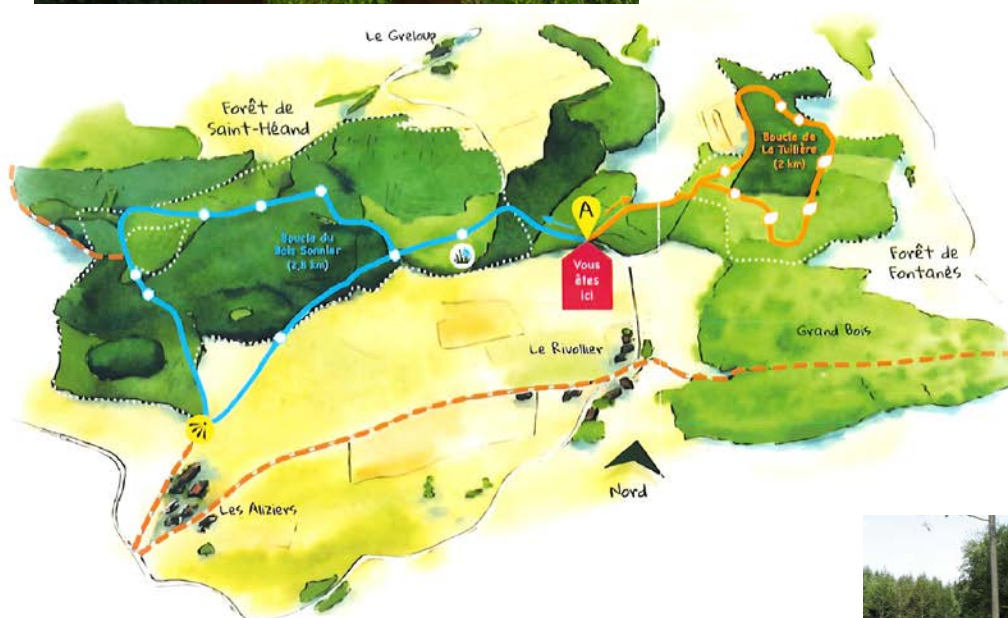 Le Greloup
Forêt de
Saint-Héand
Boucle de
La Tuilière
(2 km)
A
Boucle du
Bois Sonnier
(2,8 km)
Vous
êtes
ici
Forêt de
Fontanès
Grand Bois
Le Rivollier
Nord
Les Aliziers